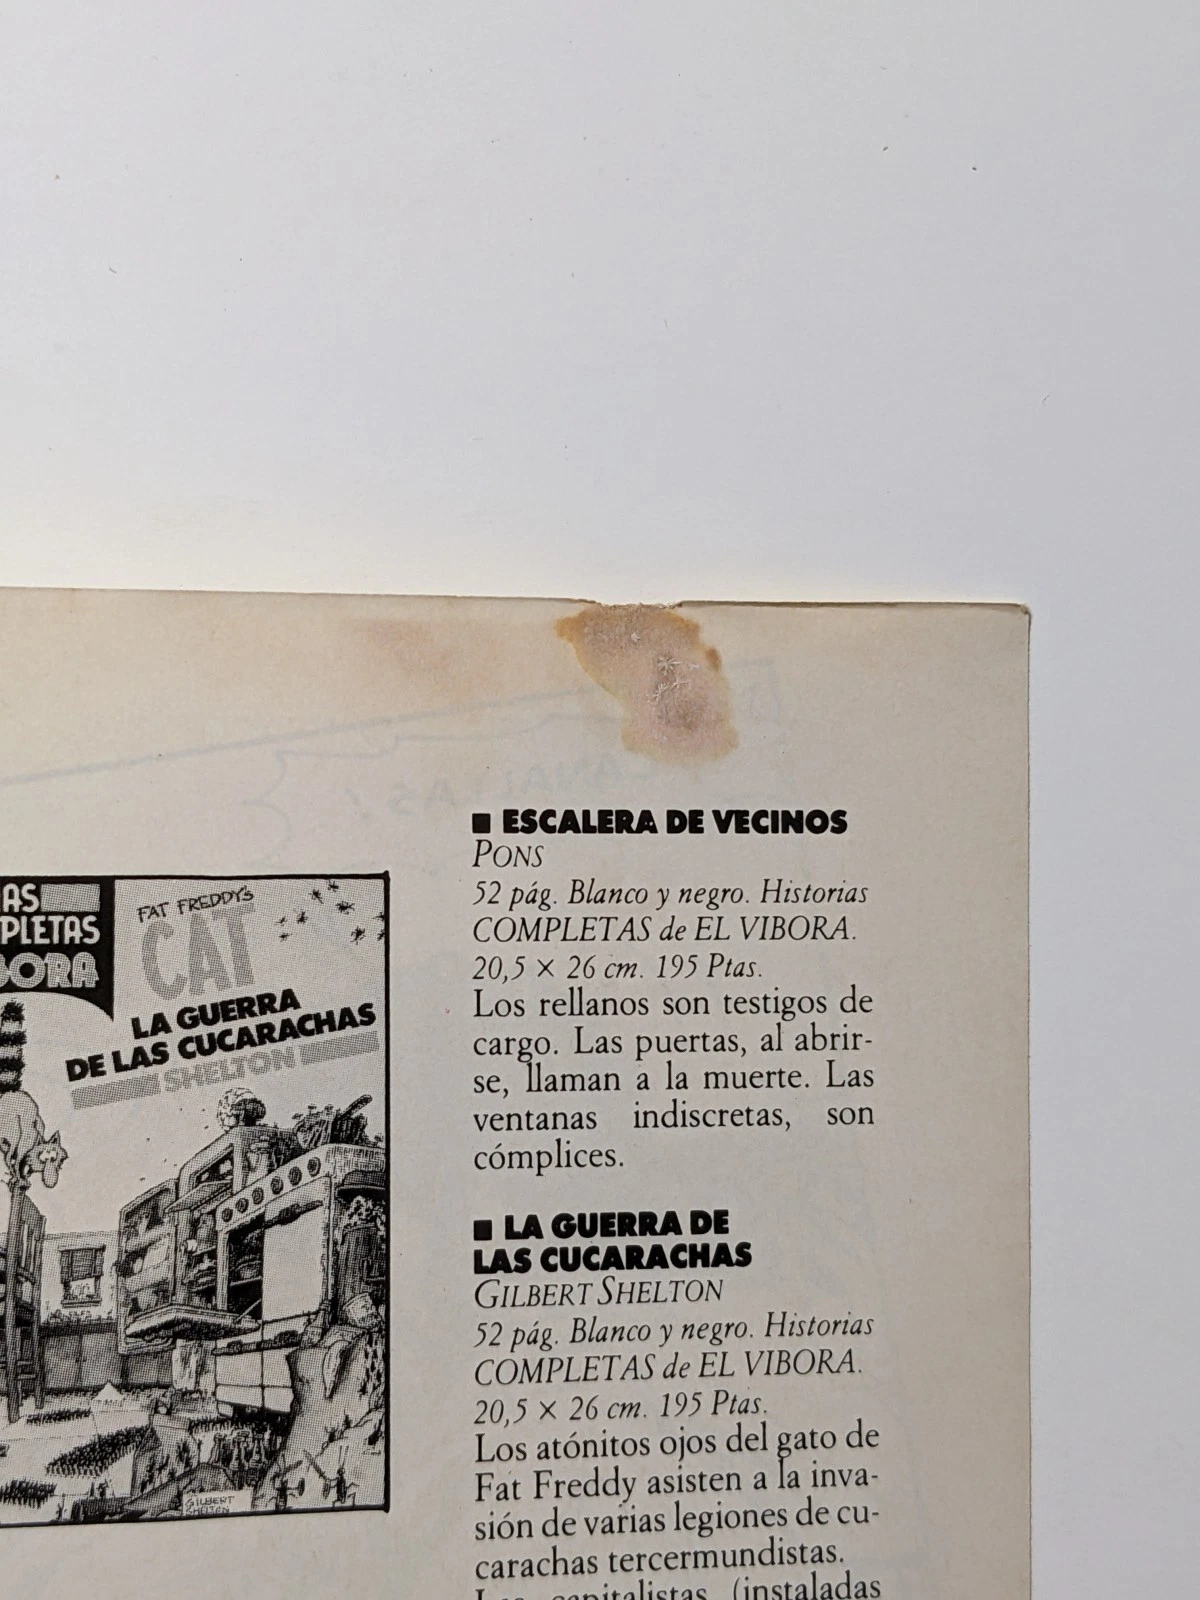 AS
PLETAS
BORA
FAT FREDDY'S
CAT
LA GUERRA
DE LAS CUCARACHAS
SHELTON
GILBERT
SHELTON
■ ESCALERA DE VECINOS
PONS
52 pág. Blanco y negro. Historias
COMPLETAS de EL VIBORA.
20,5 × 26 cm. 195 Ptas.
Los rellanos son testigos de
cargo. Las puertas, al abrir-
se, llaman a la muerte. Las
ventanas indiscretas, son
cómplices.
■ LA GUERRA DE
LAS CUCARACHAS
GILBERT SHELTON
52 pág. Blanco y negro. Historias
COMPLETAS de EL VIBORA.
20,5 × 26 cm. 195 Ptas.
Los atónitos ojos del gato de
Fat Freddy asisten a la inva-
sión de varias legiones de cu-
carachas tercermundistas.
capitalistas (instaladas